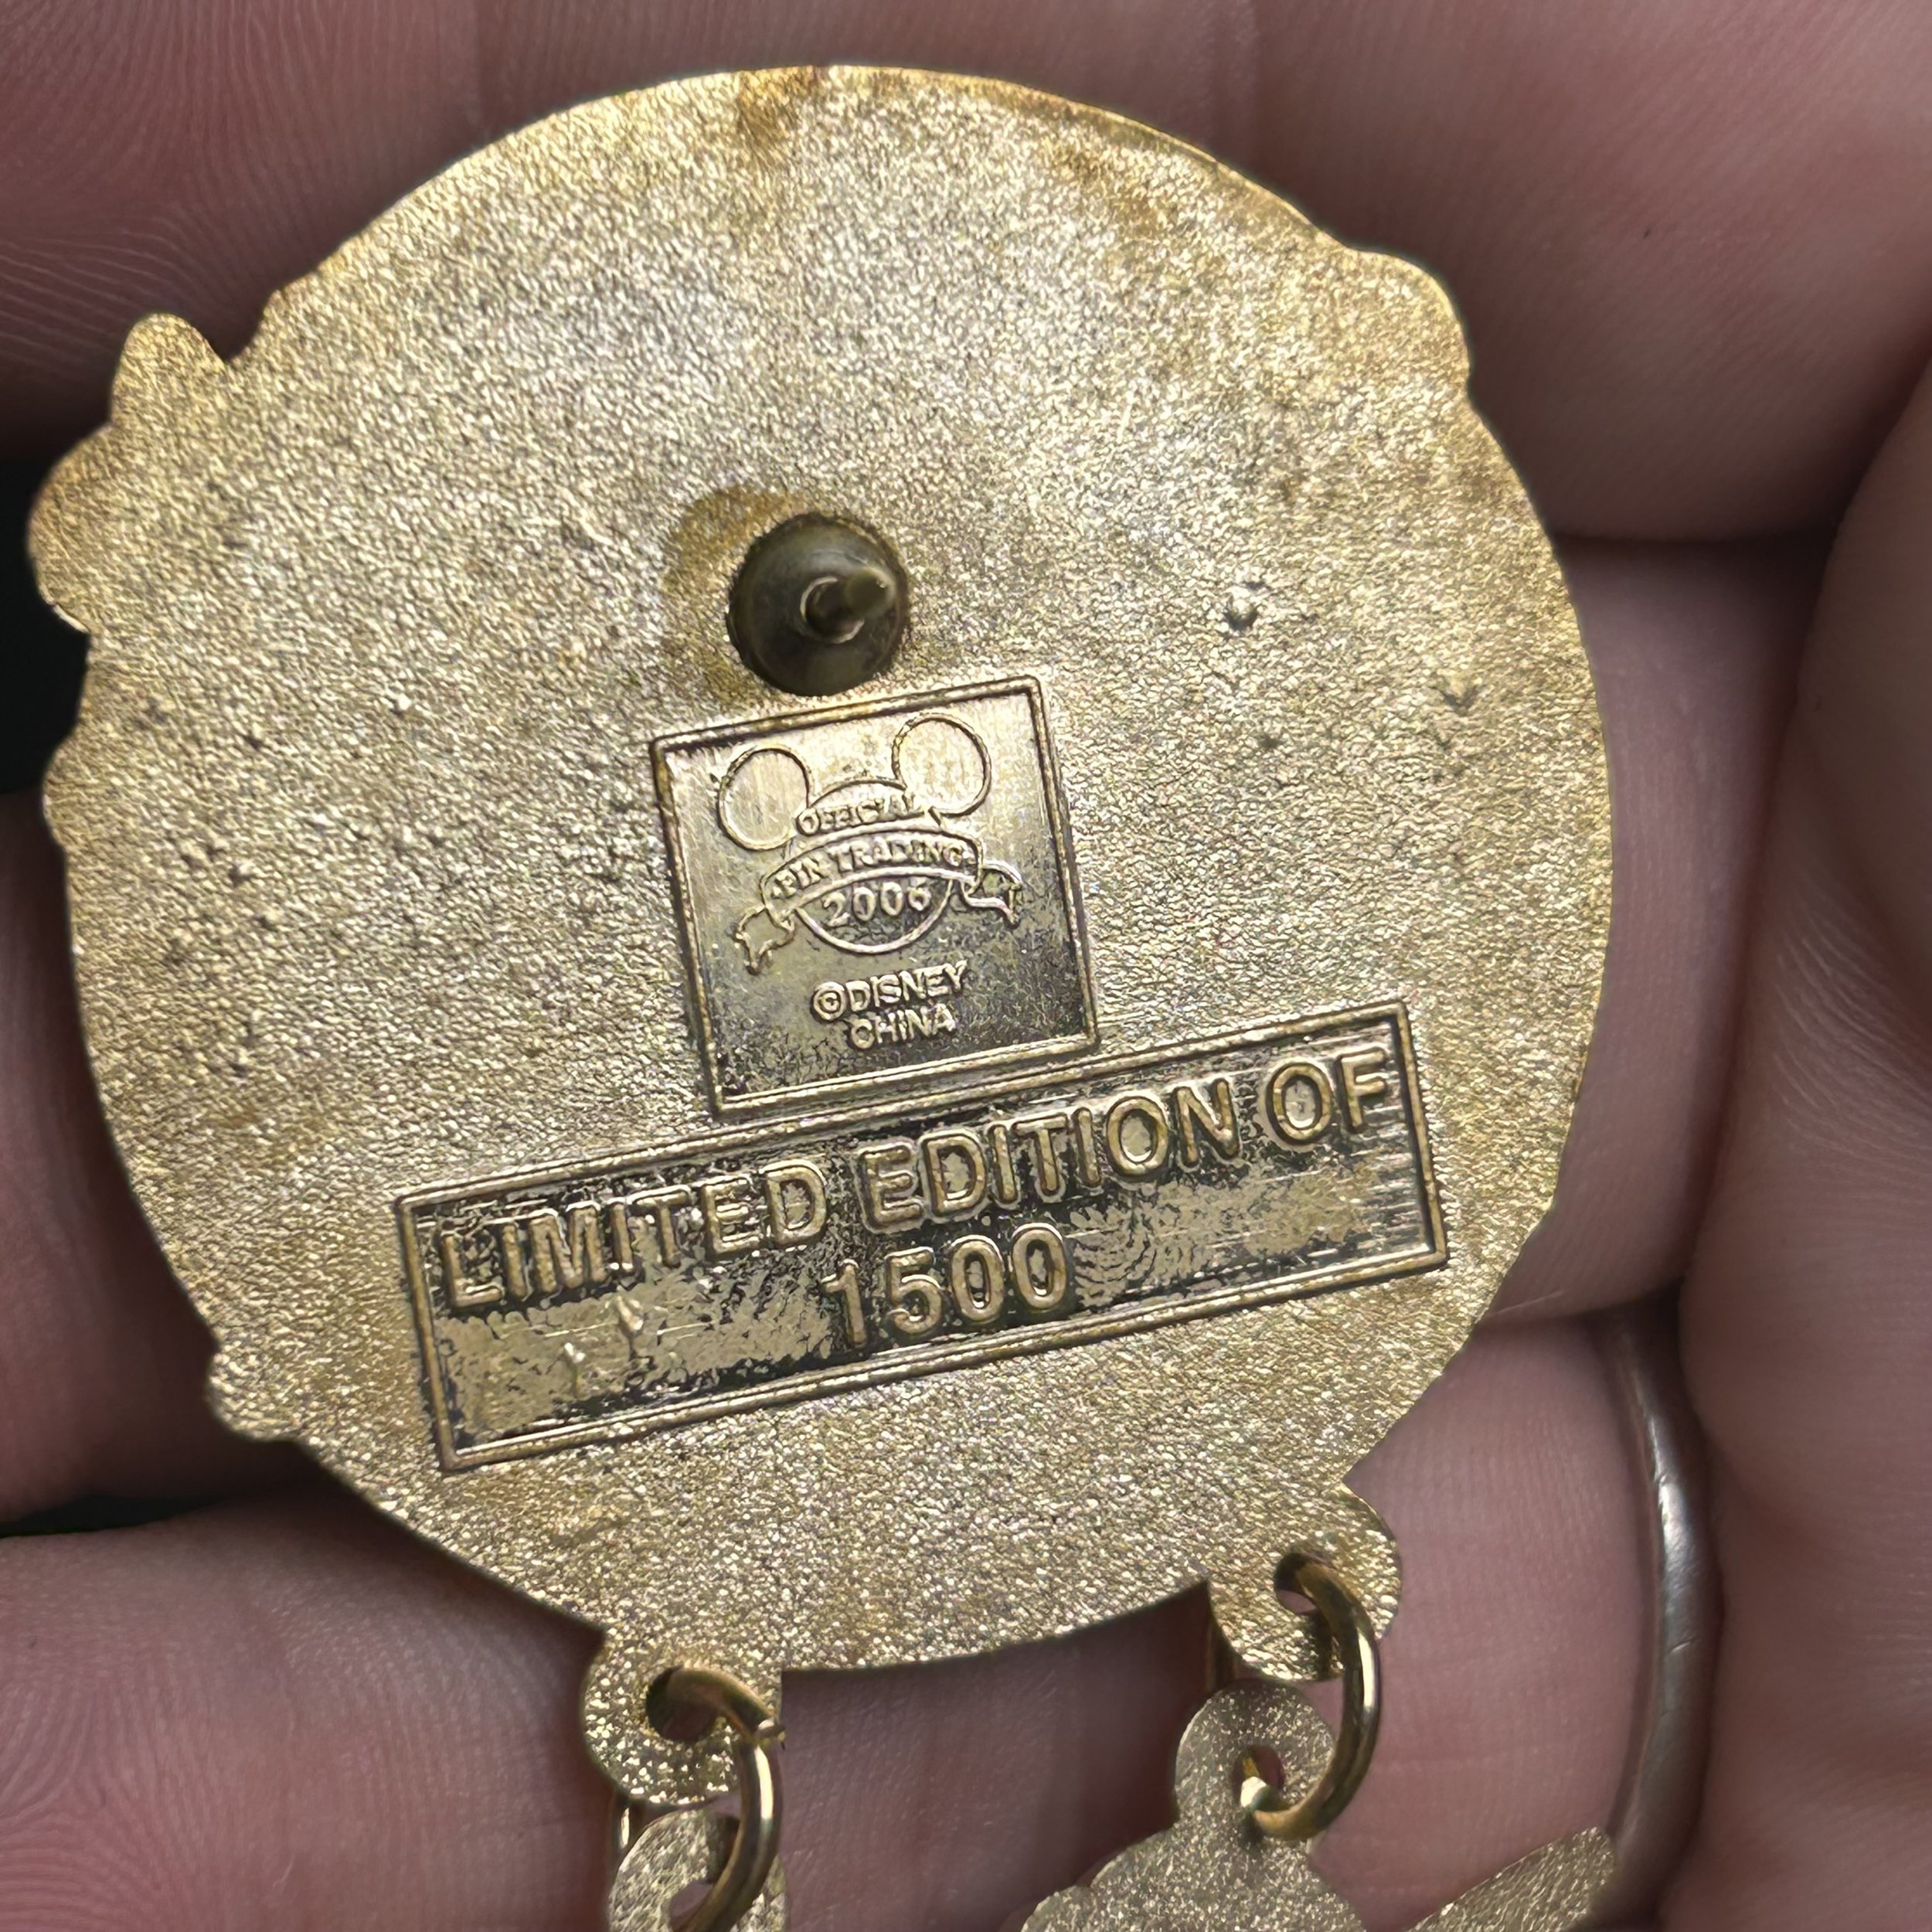 OFFICIAL
PIN TRADING
2006
©DISNEY
CHINA
LIMITED EDITION OF
1500